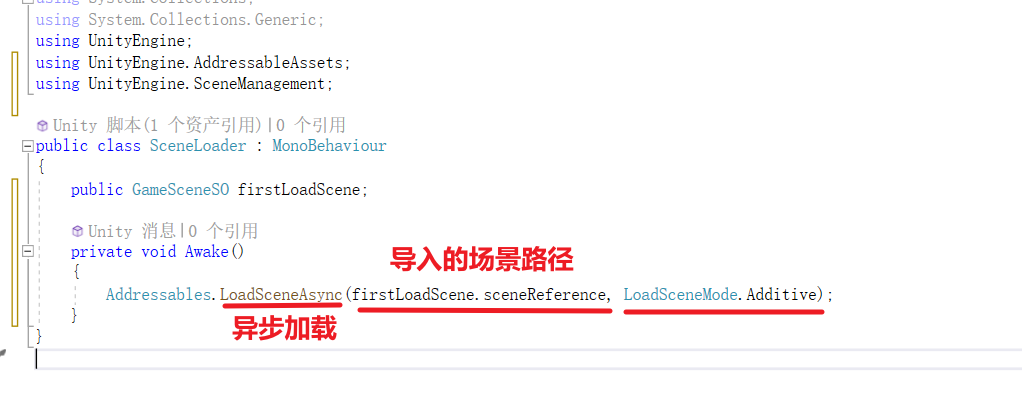 using System.Collections;
using System.Collections.Generic;
using UnityEngine;
using UnityEngine.AddressableAssets;
using UnityEngine.SceneManagement;
Unity 脚本(1 个资产引用)|0 个引用
public class SceneLoader : MonoBehaviour
{
public GameSceneSO firstLoadScene;
Unity 消息|0 个引用
private void Awake()
导入的场景路径
{
Addressables.LoadSceneAsync(firstLoadScene.sceneReference, LoadSceneMode.Additive);
}
异步加载
}